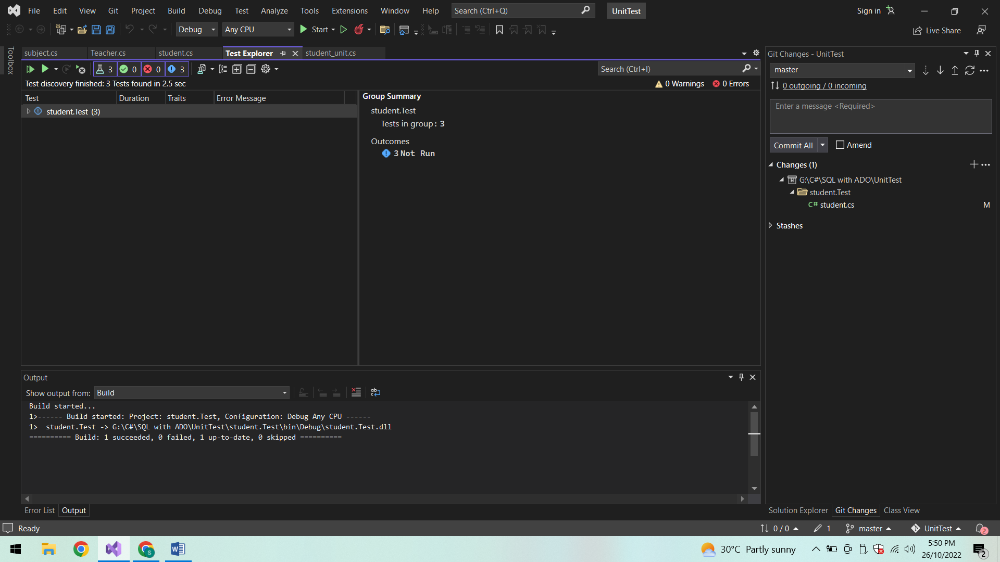 File Edit View Git Project Build Debug Test Analyze Tools Extensions Window Help Search (Ctrl+Q) UnitTest Sign in
Debug Any CPU Start Live Share
Toolbox
subject.cs Teacher.cs student.cs Test Explorer student_unit.cs
3 0 0 3 Search (Ctrl+I)
Test discovery finished: 3 Tests found in 2.5 sec 0 Warnings 0 Errors
Test Duration Traits Error Message
student.Test (3)
Group Summary
student.Test
Tests in group: 3
Outcomes
3 Not Run
Output
Show output from: Build
Build started...
1>------ Build started: Project: student.Test, Configuration: Debug Any CPU ------
1>  student.Test -> G:\C#\SQL with ADO\UnitTest\student.Test\bin\Debug\student.Test.dll
========== Build: 1 succeeded, 0 failed, 1 up-to-date, 0 skipped ==========
Error List Output
Git Changes - UnitTest
master
0 outgoing / 0 incoming
Enter a message <Required>
Commit All Amend
Changes (1)
G:\C#\SQL with ADO\UnitTest
student.Test
C# student.cs M
Stashes
Solution Explorer Git Changes Class View
Ready 0 / 0 1 master UnitTest 2
S W 30°C Partly sunny 5:50 PM
26/10/2022 2